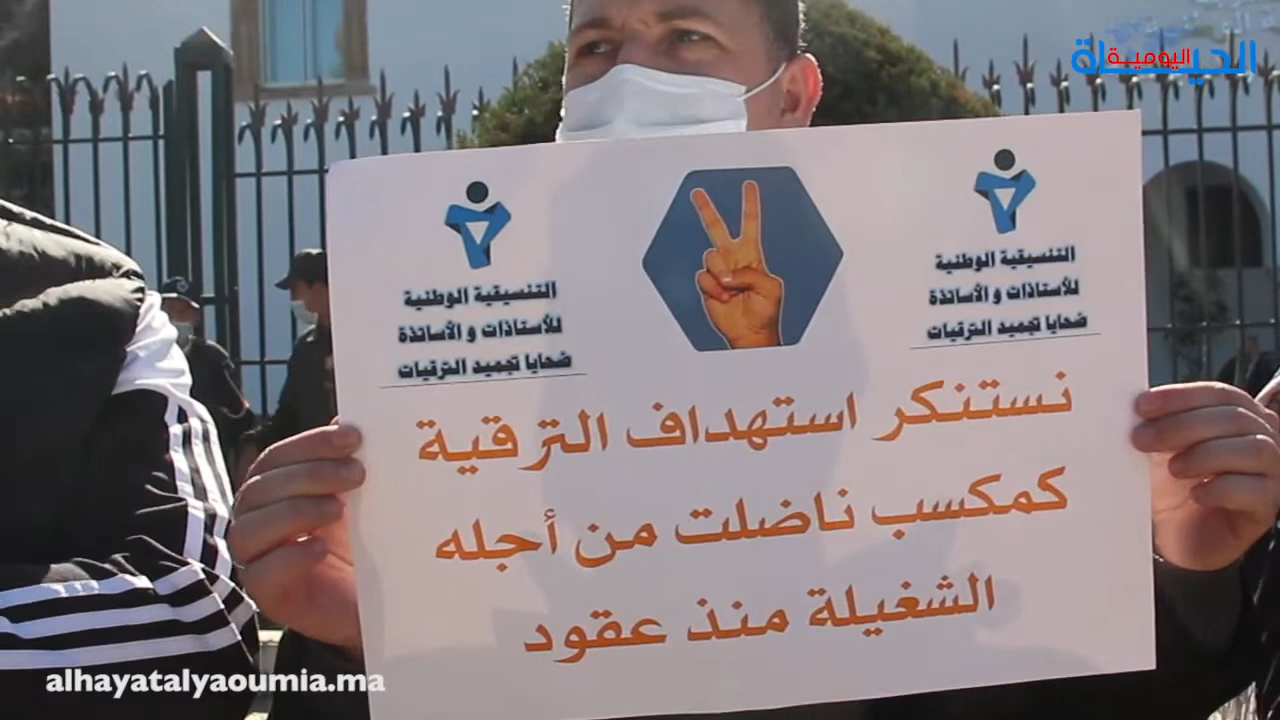 الحياة اليومية
التنسيقية الوطنية
للأستاذات و الأساتذة
ضحايا تجميد الترقيات
التنسيقية الوطنية
للأستاذات و الأساتذة
ضحايا تجميد الترقيات
نستنكر استهداف الترقية
كمكسب ناضلت من أجله
الشغيلة منذ عقود
alhayatalyaoumia.ma